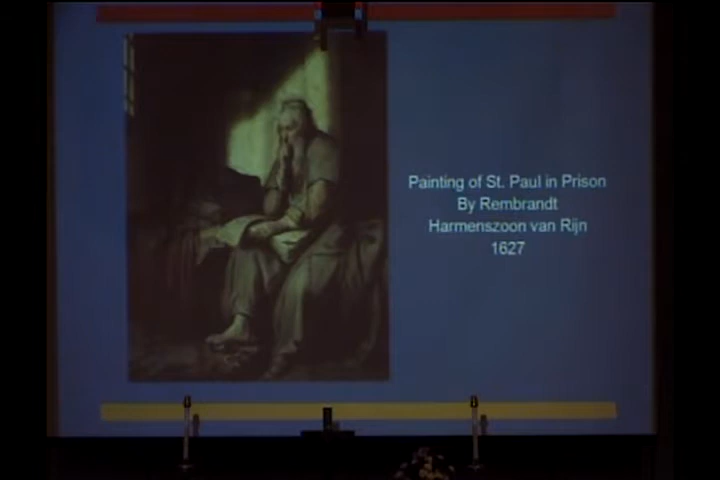 Painting of St. Paul in Prison
By Rembrandt
Harmenszoon van Rijn
1627